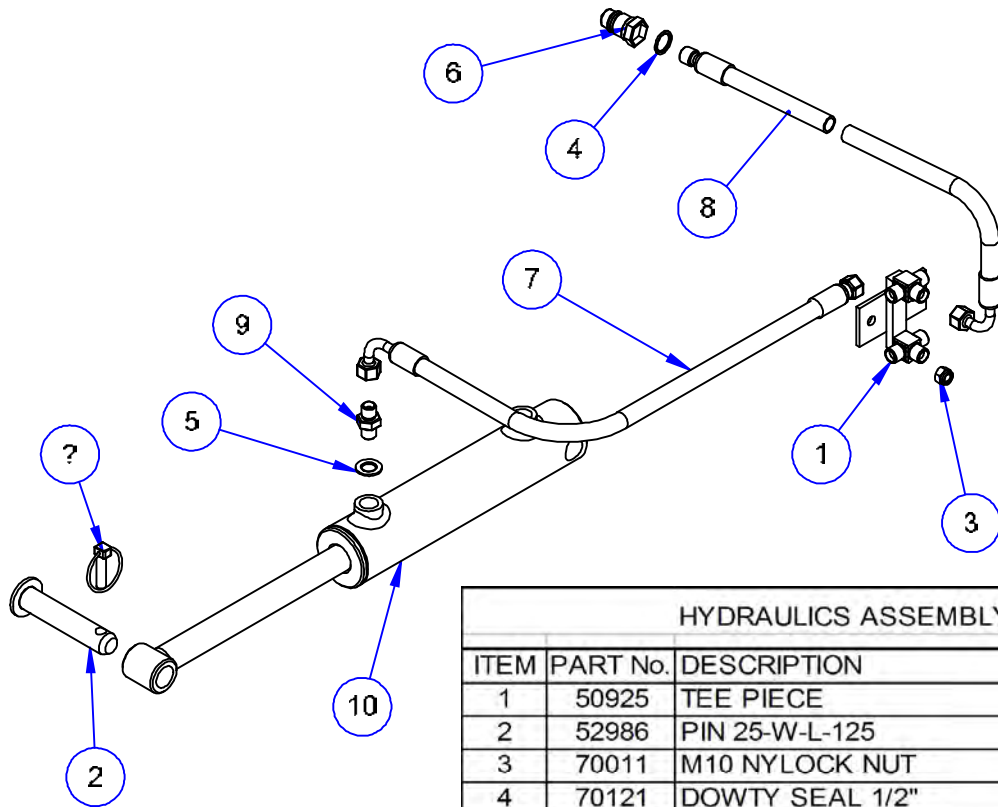 6
4
8
7
9
5
1
?
3
10
2
HYDRAULICS ASSEMBLY
ITEM PART No. DESCRIPTION
1 50925 TEE PIECE
2 52986 PIN 25-W-L-125
3 70011 M10 NYLOCK NUT
4 70121 DOWTY SEAL 1/2"